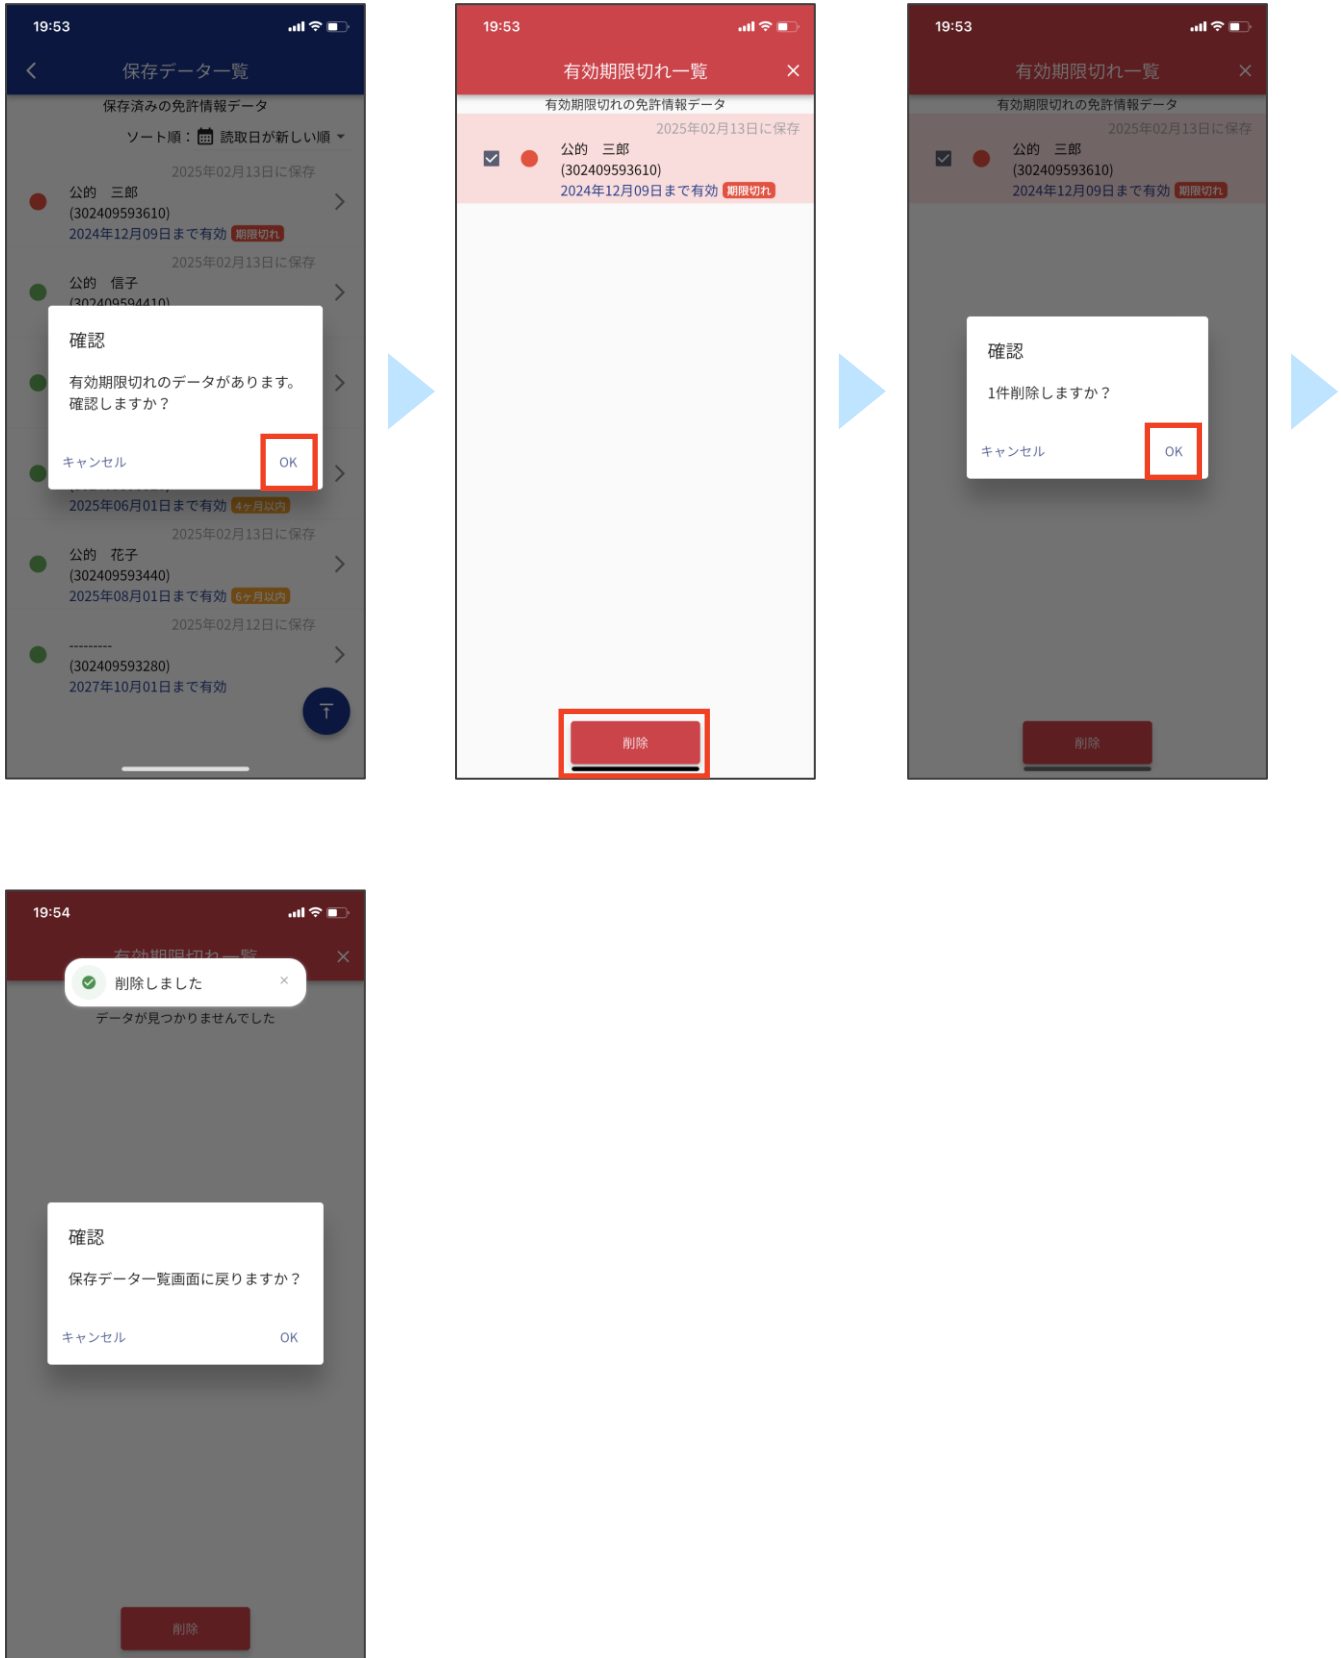 19:53
保存データ一覧
保存済みの免許情報データ
ソート順： 読取日が新しい順
2025年02月13日に保存
公的　三郎
(302409593610)
2024年12月09日まで有効 期限切れ
2025年02月13日に保存
公的　信子
(302409594410)
確認
有効期限切れのデータがあります。
確認しますか？
キャンセル OK
2025年06月01日まで有効 4ヶ月以内
2025年02月13日に保存
公的　花子
(302409593440)
2025年08月01日まで有効 6ヶ月以内
2025年02月12日に保存
---------
(302409593280)
2027年10月01日まで有効
19:53
有効期限切れ一覧 ×
有効期限切れの免許情報データ
2025年02月13日に保存
公的　三郎
(302409593610)
2024年12月09日まで有効 期限切れ
削除
19:53
有効期限切れ一覧 ×
有効期限切れの免許情報データ
2025年02月13日に保存
公的　三郎
(302409593610)
2024年12月09日まで有効 期限切れ
確認
1件削除しますか？
キャンセル OK
削除
19:54
有効期限切れ一覧 ×
削除しました ×
データが見つかりませんでした
確認
保存データ一覧画面に戻りますか？
キャンセル OK
削除